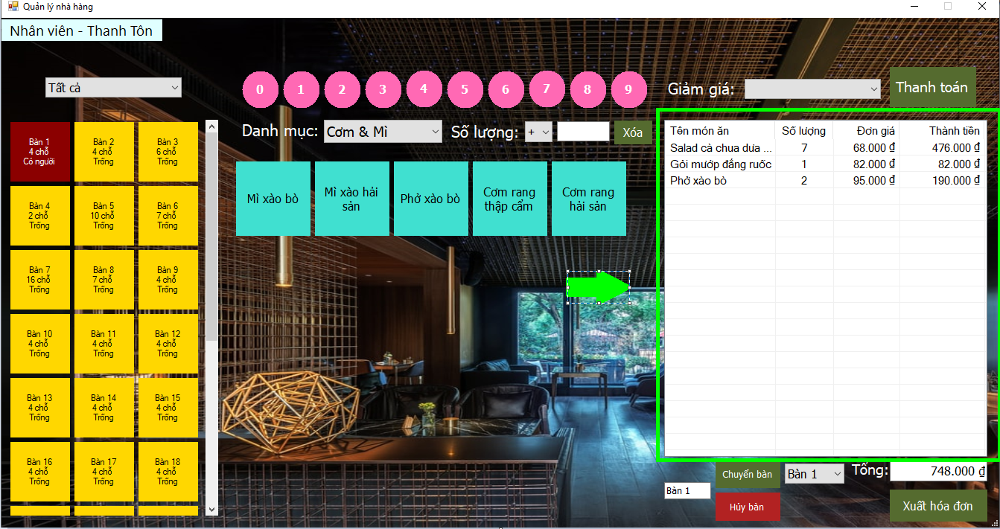 Quản lý nhà hàng
Nhân viên - Thanh Tôn
Tất cả
0 1 2 3 4 5 6 7 8 9
Giảm giá:
Thanh toán
Danh mục: Cơm & Mì Số lượng: + Xóa
Bàn 1
4 chỗ
Có người
Bàn 2
4 chỗ
Trống
Bàn 3
6 chỗ
Trống
Bàn 4
2 chỗ
Trống
Bàn 5
10 chỗ
Trống
Bàn 6
7 chỗ
Trống
Bàn 7
16 chỗ
Trống
Bàn 8
7 chỗ
Trống
Bàn 9
4 chỗ
Trống
Bàn 10
4 chỗ
Trống
Bàn 11
4 chỗ
Trống
Bàn 12
4 chỗ
Trống
Bàn 13
4 chỗ
Trống
Bàn 14
4 chỗ
Trống
Bàn 15
4 chỗ
Trống
Bàn 16
4 chỗ
Trống
Bàn 17
4 chỗ
Trống
Bàn 18
4 chỗ
Trống
Mì xào bò
Mì xào hải
sản
Phở xào bò
Cơm rang
thập cẩm
Cơm rang
hải sản
Tên món ăn Số lượng Đơn giá Thành tiền
Salad cà chua dưa ... 7 68.000 ₫ 476.000 ₫
Gỏi mướp đắng ruốc 1 82.000 ₫ 82.000 ₫
Phở xào bò 2 95.000 ₫ 190.000 ₫
Chuyển bàn Bàn 1 Tổng: 748.000 ₫
Bàn 1
Hủy bàn
Xuất hóa đơn